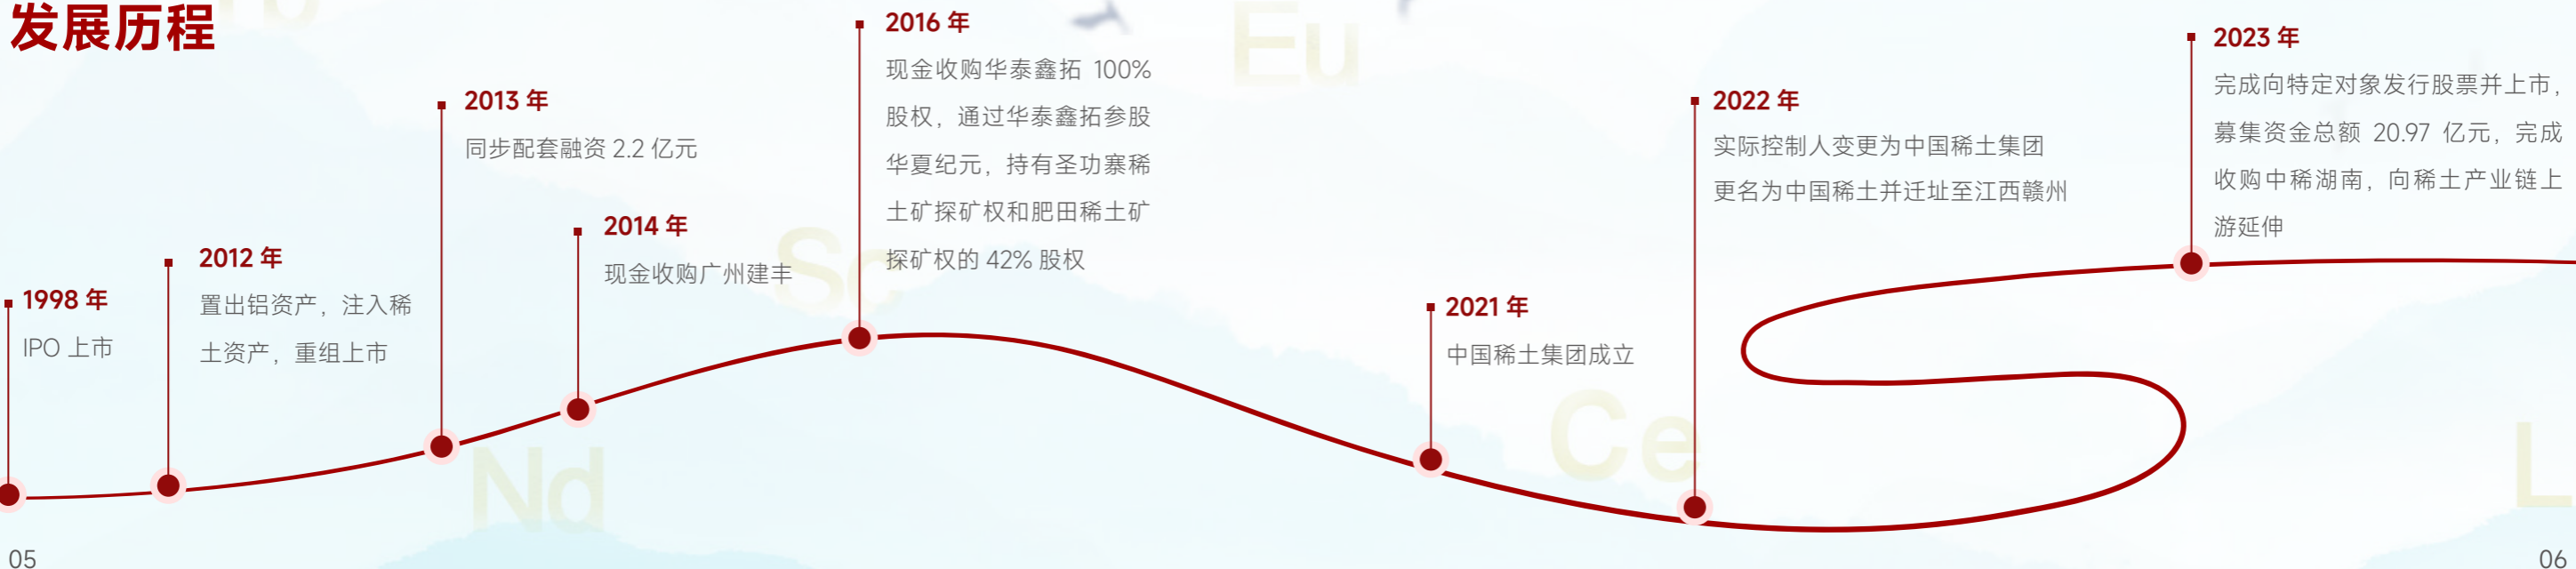 发展历程
1998 年
IPO 上市
2012 年
置出铝资产，注入稀
土资产，重组上市
2013 年
同步配套融资 2.2 亿元
2014 年
现金收购广州建丰
2016 年
现金收购华泰鑫拓 100%
股权，通过华泰鑫拓参股
华夏纪元，持有圣功寨稀
土矿探矿权和肥田稀土矿
探矿权的 42% 股权
2021 年
中国稀土集团成立
2022 年
实际控制人变更为中国稀土集团
更名为中国稀土并迁址至江西赣州
2023 年
完成向特定对象发行股票并上市，
募集资金总额 20.97 亿元，完成
收购中稀湖南，向稀土产业链上
游延伸
Eu
Sc
Nd
Ce
L
05
06